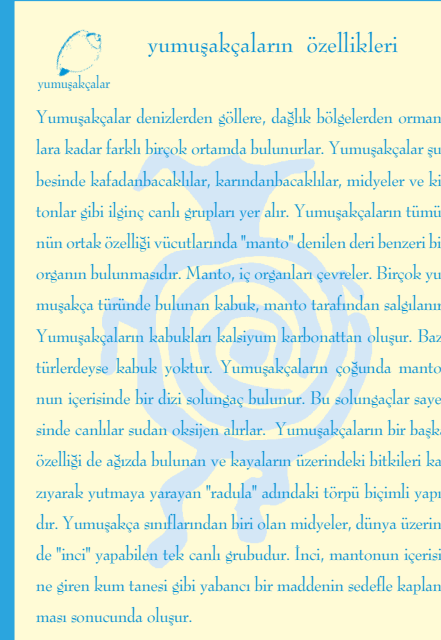 yumuşakçaların özellikleri
yumuşakçalar
Yumuşakçalar denizlerden göllere, dağlık bölgelerden orman
lara kadar farklı birçok ortamda bulunurlar. Yumuşakçalar şu
besinde kafadanbacaklılar, karındanbacaklılar, midyeler ve ki
tonlar gibi ilginç canlı grupları yer alır. Yumuşakçaların tümü
nün ortak özelliği vücutlarında "manto" denilen deri benzeri bi
organın bulunmasıdır. Manto, iç organları çevreler. Birçok yu
muşakça türünde bulunan kabuk, manto tarafından salgılanır
Yumuşakçaların kabukları kalsiyum karbonattan oluşur. Baz
türlerdeyse kabuk yoktur. Yumuşakçaların çoğunda manto
nun içerisinde bir dizi solungaç bulunur. Bu solungaçlar saye
sinde canlılar sudan oksijen alırlar. Yumuşakçaların bir başka
özelliği de ağızda bulunan ve kayaların üzerindeki bitkileri ka
zıyarak yutmaya yarayan "radula" adındaki törpü biçimli yapı
dır. Yumuşakça sınıflarından biri olan midyeler, dünya üzerin
de "inci" yapabilen tek canlı grubudur. İnci, mantonun içerisi
ne giren kum tanesi gibi yabancı bir maddenin sedefle kaplan
ması sonucunda oluşur.